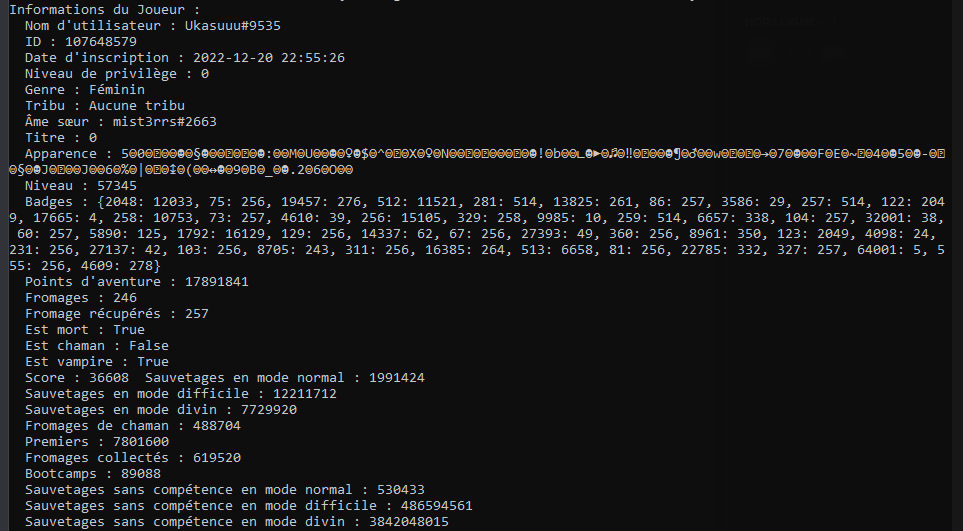 Informations du Joueur :
Nom d'utilisateur : Ukasuuu#9535
ID : 107648579
Date d'inscription : 2022-12-20 22:55:26
Niveau de privilège : 0
Genre : Féminin
Tribu : Aucune tribu
Âme sœur : mist3rrs#2663
Titre : 0
Apparence :
Niveau : 57345
Badges : {2048: 12033, 75: 256, 19457: 276, 512: 11521, 281: 514, 13825: 261, 86: 257, 3586: 29, 257: 514, 122: 204
9, 17665: 4, 258: 10753, 73: 257, 4610: 39, 256: 15105, 329: 258, 9985: 10, 259: 514, 6657: 338, 104: 257, 32001: 38,
60: 257, 5890: 125, 1792: 16129, 129: 256, 14337: 62, 67: 256, 27393: 49, 360: 256, 8961: 350, 123: 2049, 4098: 24,
231: 256, 27137: 42, 103: 256, 8705: 243, 311: 256, 16385: 264, 513: 6658, 81: 256, 22785: 332, 327: 257, 64001: 5, 5
55: 256, 4609: 278}
Points d'aventure : 17891841
Fromages : 246
Fromage récupérés : 257
Est mort : True
Est chaman : False
Est vampire : True
Score : 36608  Sauvetages en mode normal : 1991424
Sauvetages en mode difficile : 12211712
Sauvetages en mode divin : 7729920
Fromages de chaman : 488704
Premiers : 7801600
Fromages collectés : 619520
Bootcamps : 89088
Sauvetages sans compétence en mode normal : 530433
Sauvetages sans compétence en mode difficile : 486594561
Sauvetages sans compétence en mode divin : 3842048015